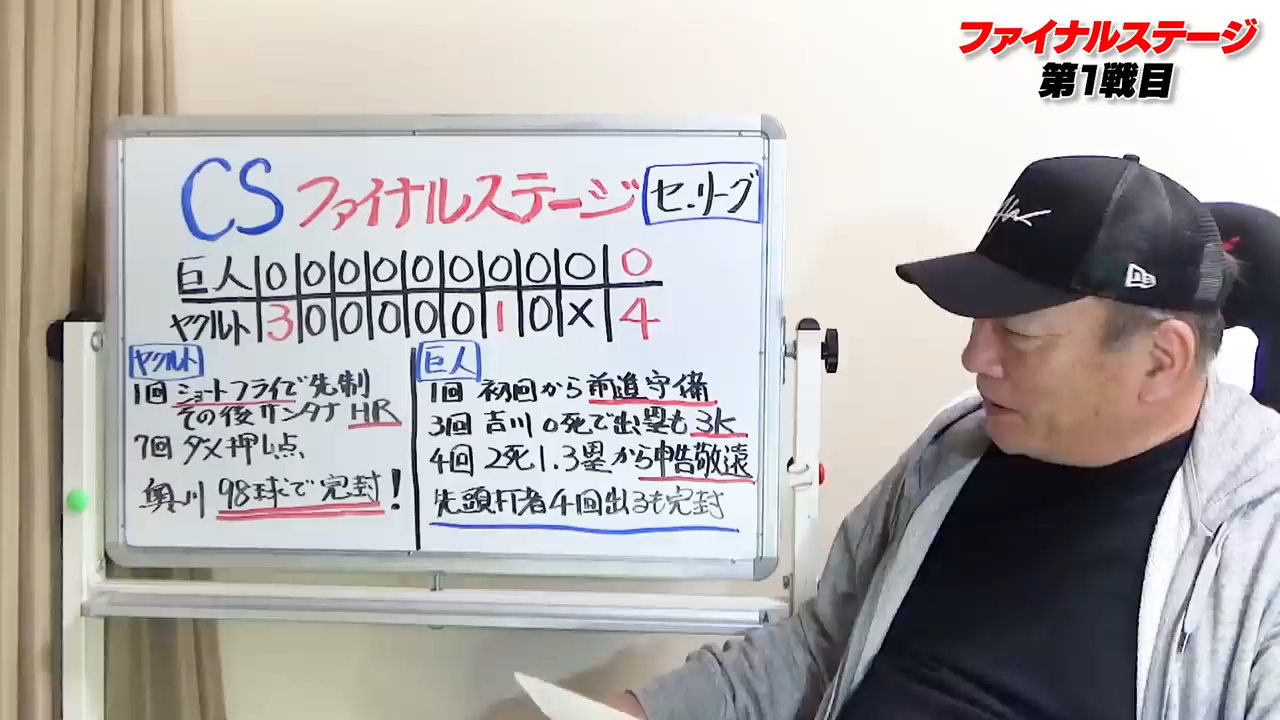 ファイナルステージ
第1戦目
CS ファイナルステージ セ・リーグ
巨人 0 0 0 0 0 0 0 0 0 0
ヤクルト 3 0 0 0 0 0 1 0 X 4
ヤクルト
1回 ショートフライで先制
その後サンタナ HR
7回 ダメ押し点、
奥川 98球で完封!
巨人
1回 初回から前進守備
3回 吉川 0死で出塁も 3K
4回 2死1.3塁から申告敬遠
先頭打者4回出るも完封